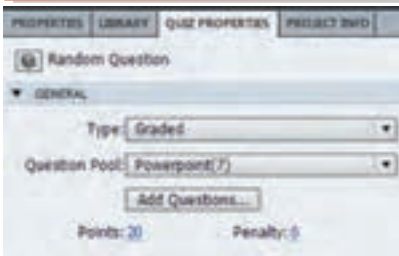 PROPERTIES LIBRARY QUIZ PROPERTIES PROJECT INFO
Random Question
GENERAL
Type: Graded
Question Pool: Powerpoint(7)
Add Questions...
Points: 20 Penalty: 0